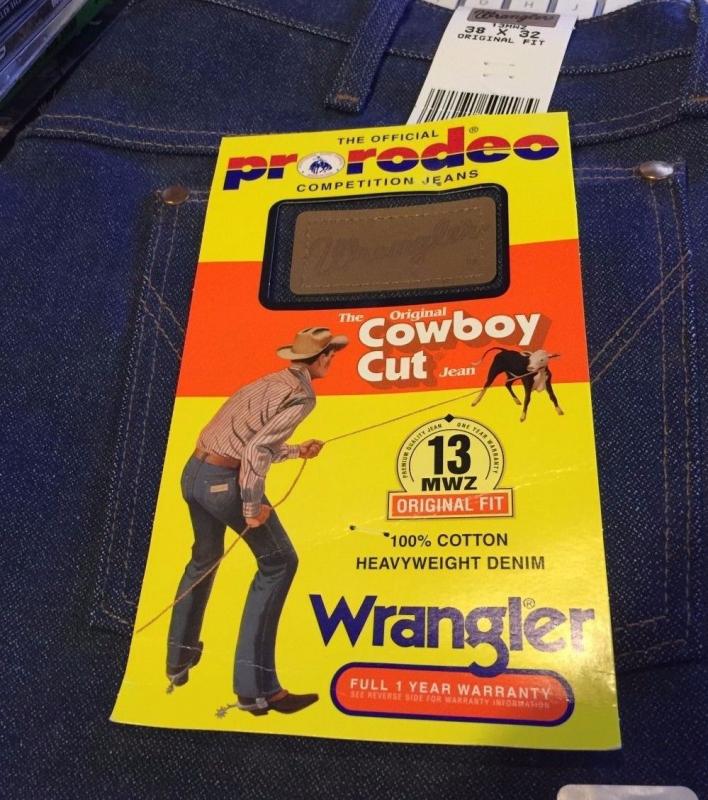 Wrangler
13MWZ
38 X 32
ORIGINAL FIT
THE OFFICIAL
prorodeo®
COMPETITION JEANS
Wrangler
The Original
Cowboy
Cut Jean
PREMIUM QUALITY JEAN ONE YEAR WARRANTY
13
MWZ
ORIGINAL FIT
100% COTTON
HEAVYWEIGHT DENIM
Wrangler®
FULL 1 YEAR WARRANTY
SEE REVERSE SIDE FOR WARRANTY INFORMATION